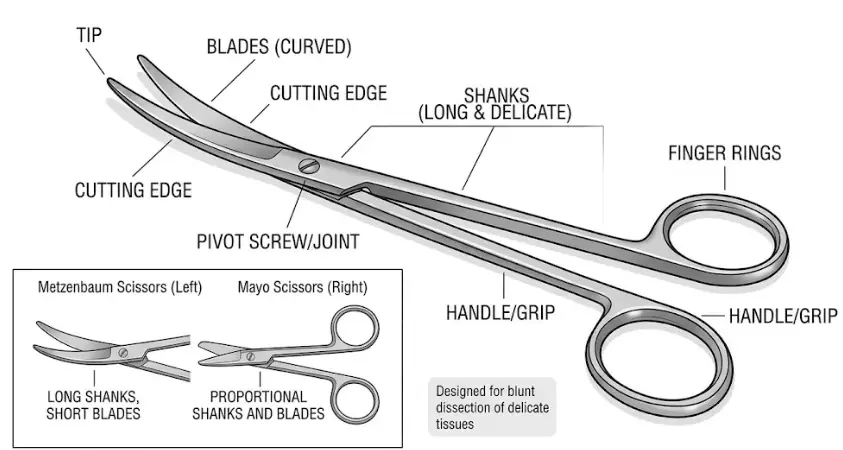 TIP
BLADES (CURVED)
CUTTING EDGE
SHANKS
(LONG & DELICATE)
FINGER RINGS
CUTTING EDGE
PIVOT SCREW/JOINT
HANDLE/GRIP
HANDLE/GRIP
Metzenbaum Scissors (Left)
Mayo Scissors (Right)
LONG SHANKS,
SHORT BLADES
PROPORTIONAL
SHANKS AND BLADES
Designed for blunt
dissection of delicate
tissues